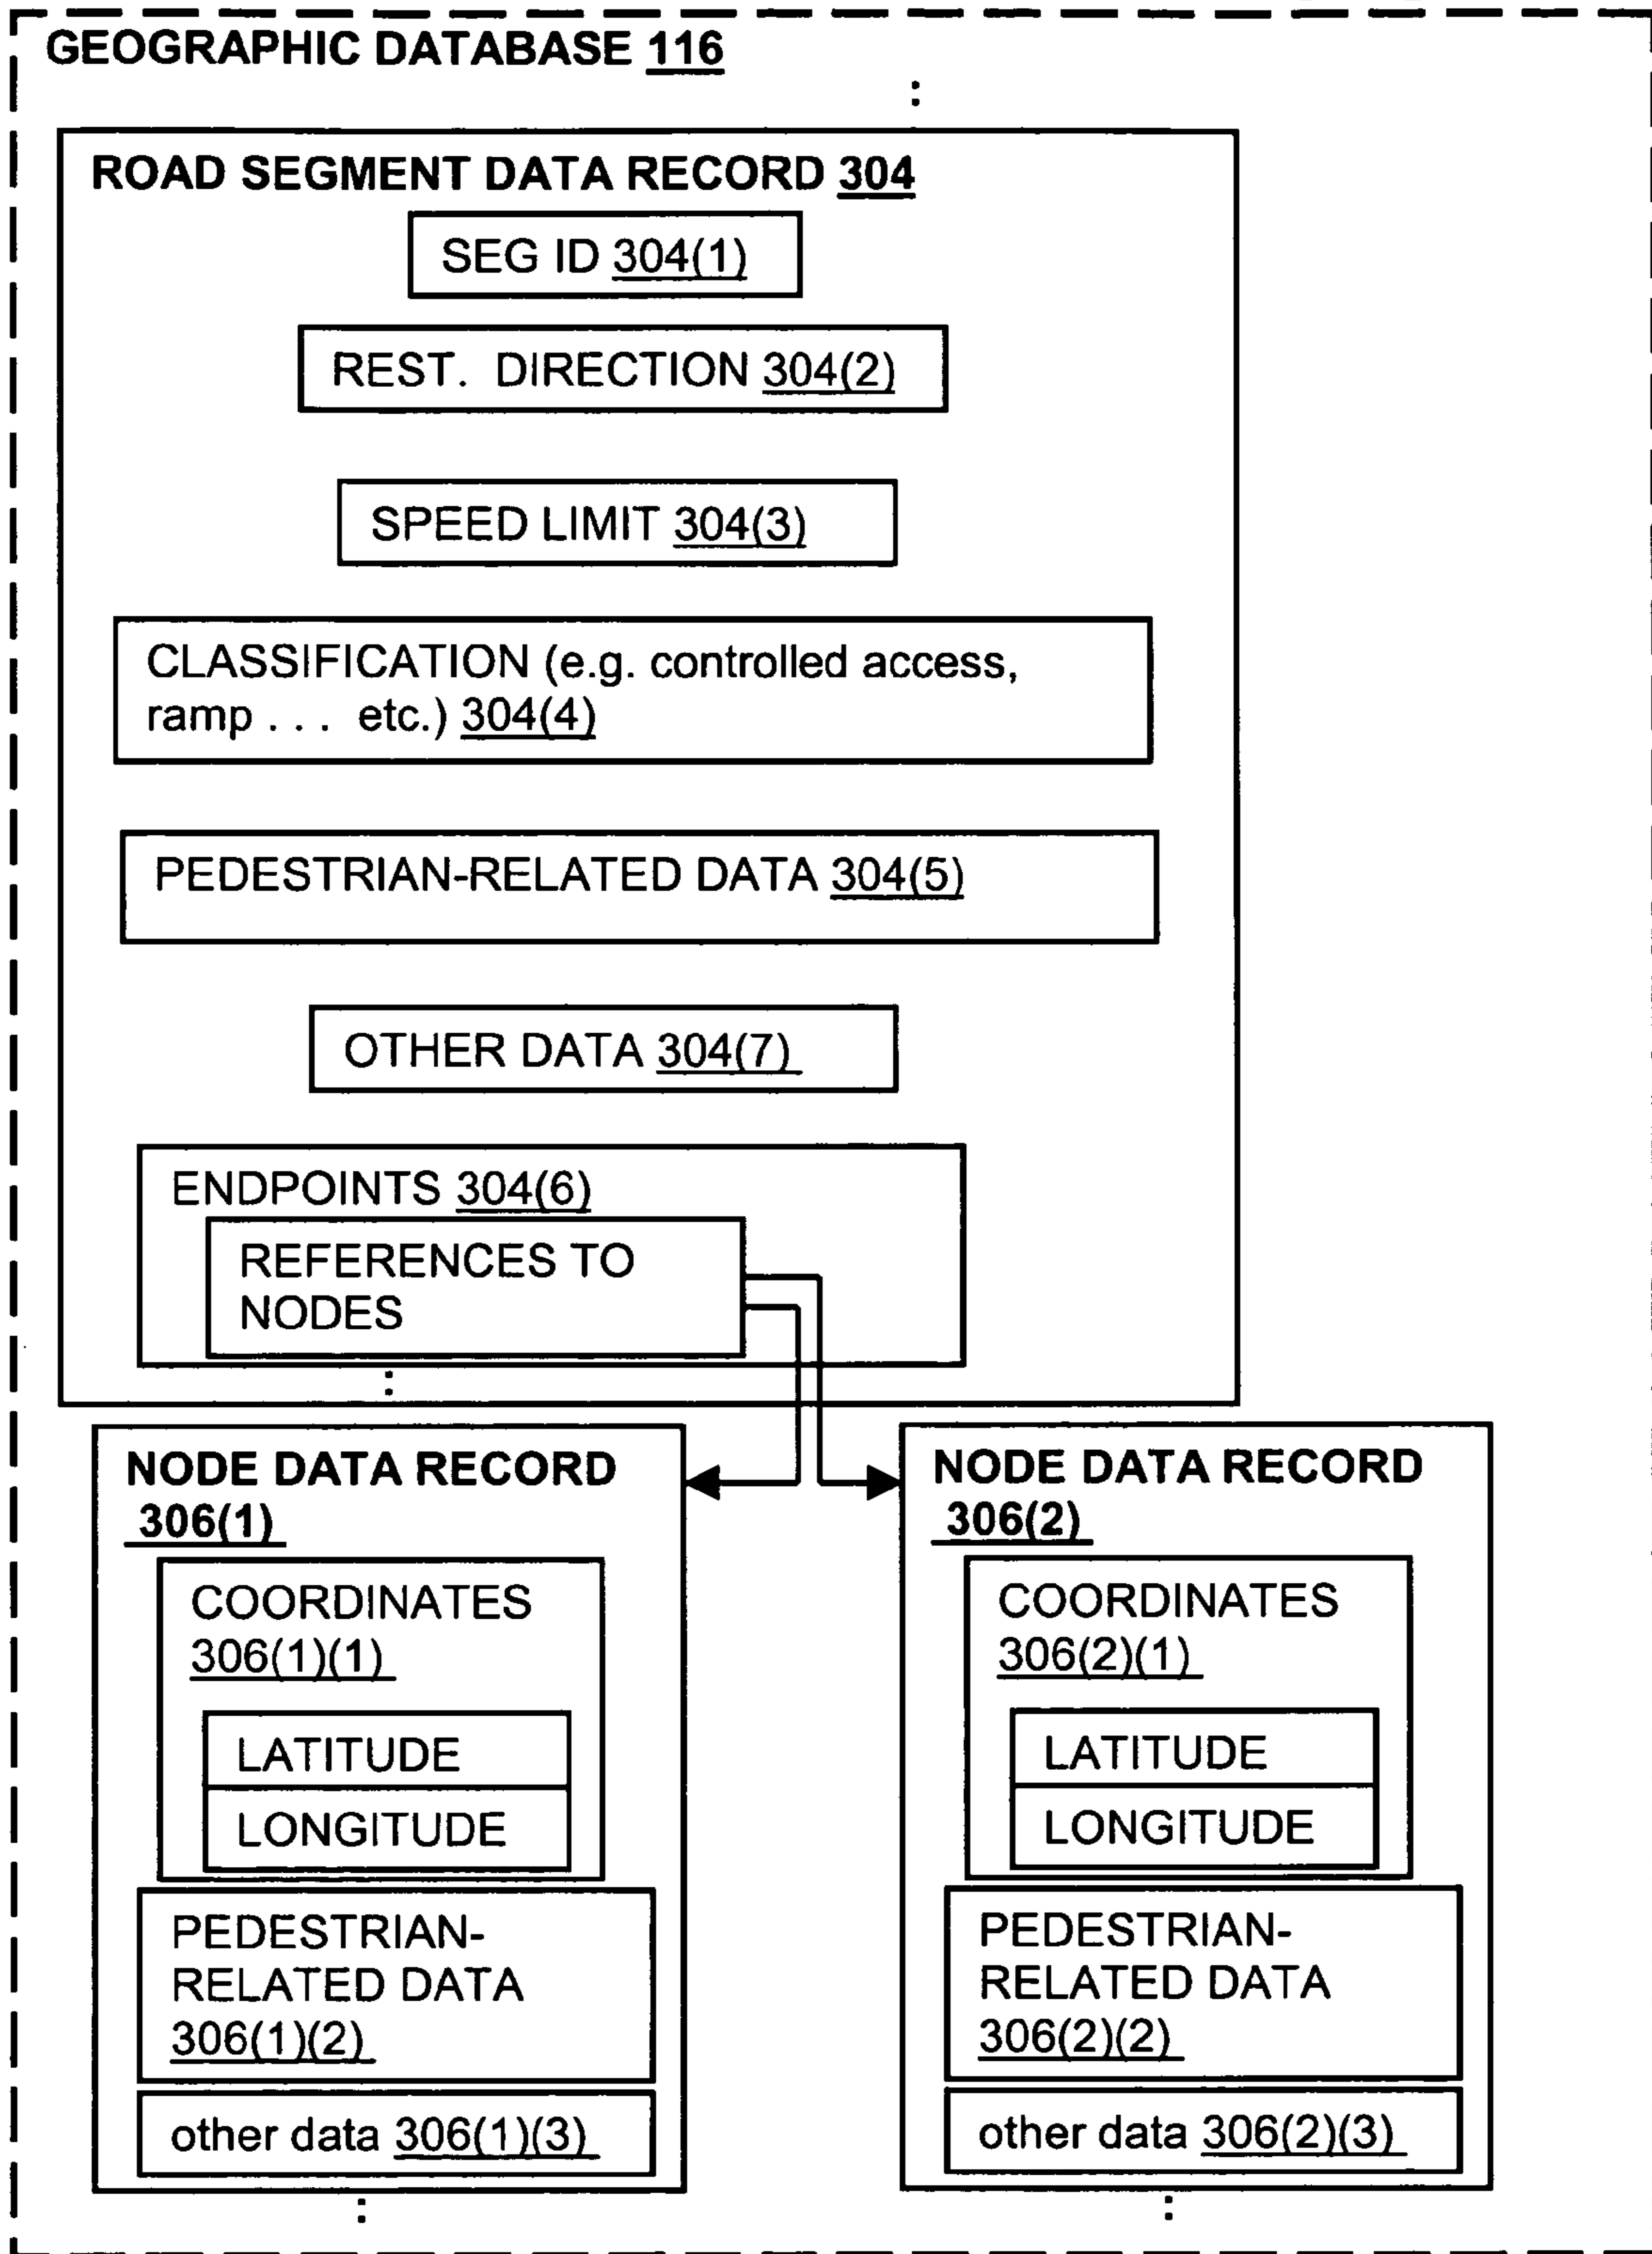 GEOGRAPHIC DATABASE 116
:
ROAD SEGMENT DATA RECORD 304
SEG ID 304(1)
REST. DIRECTION 304(2)
SPEED LIMIT 304(3)
CLASSIFICATION (e.g. controlled access,
ramp . . . etc.) 304(4)
PEDESTRIAN-RELATED DATA 304(5)
OTHER DATA 304(7)
ENDPOINTS 304(6)
REFERENCES TO
NODES
:
NODE DATA RECORD
306(1)
COORDINATES
306(1)(1)
LATITUDE
LONGITUDE
PEDESTRIAN-
RELATED DATA
306(1)(2)
other data 306(1)(3)
:
NODE DATA RECORD
306(2)
COORDINATES
306(2)(1)
LATITUDE
LONGITUDE
PEDESTRIAN-
RELATED DATA
306(2)(2)
other data 306(2)(3)
: